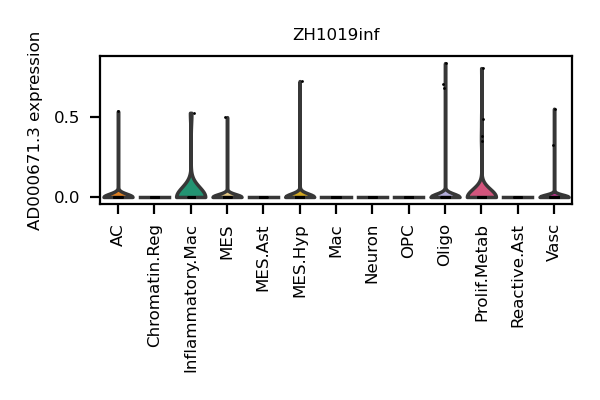 ZH1019inf
AD000671.3 expression
0.5
0.0
AC
Chromatin.Reg
Inflammatory.Mac
MES
MES.Ast
MES.Hyp
Mac
Neuron
OPC
Oligo
Prolif.Metab
Reactive.Ast
Vasc